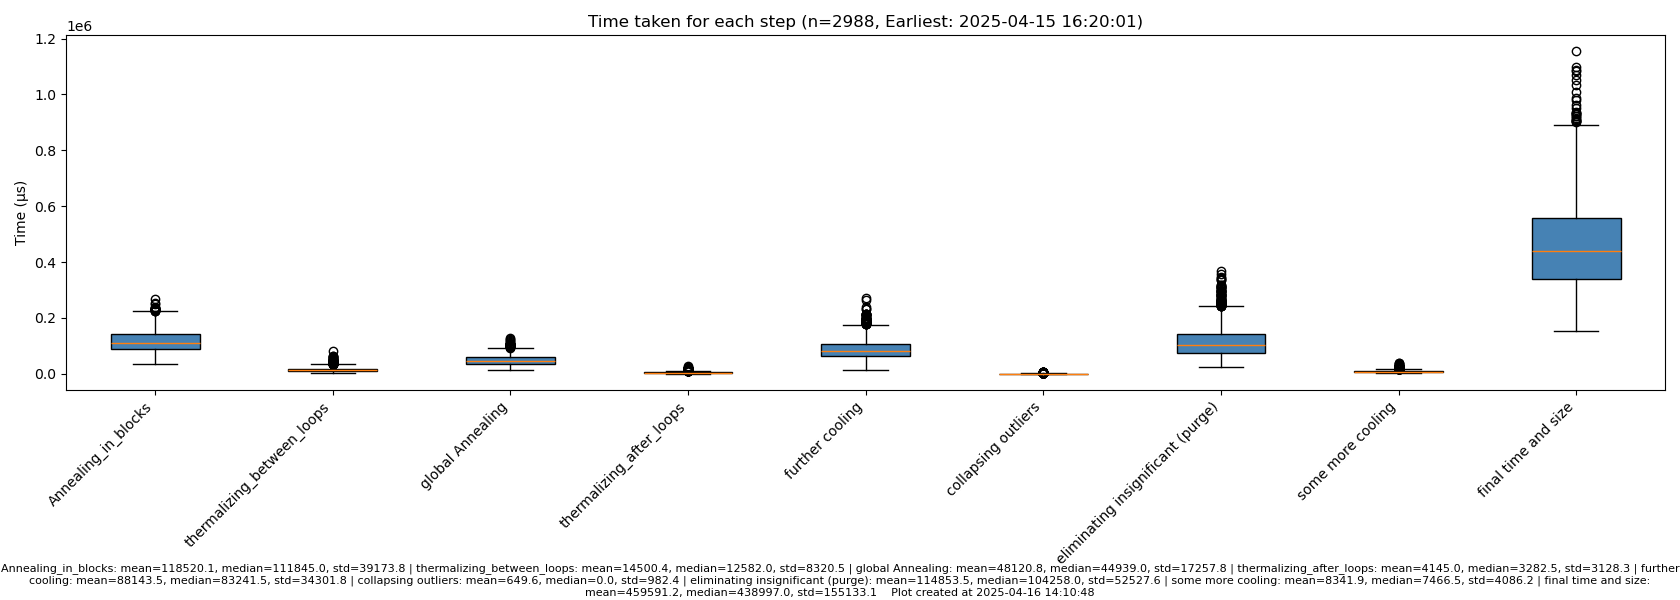 Time taken for each step (n=2988, Earliest: 2025-04-15 16:20:01)
1e6
1.2
1.0
0.8
0.6
0.4
0.2
0.0
Time (µs)
Annealing_in_blocks
thermalizing_between_loops
global Annealing
thermalizing_after_loops
further cooling
collapsing outliers
eliminating insignificant (purge)
some more cooling
final time and size
Annealing_in_blocks: mean=118520.1, median=111845.0, std=39173.8 | thermalizing_between_loops: mean=14500.4, median=12582.0, std=8320.5 | global Annealing: mean=48120.8, median=44939.0, std=17257.8 | thermalizing_after_loops: mean=4145.0, median=3282.5, std=3128.3 | further
cooling: mean=88143.5, median=83241.5, std=34301.8 | collapsing outliers: mean=649.6, median=0.0, std=982.4 | eliminating insignificant (purge): mean=114853.5, median=104258.0, std=52527.6 | some more cooling: mean=8341.9, median=7466.5, std=4086.2 | final time and size:
mean=459591.2, median=438997.0, std=155133.1    Plot created at 2025-04-16 14:10:48